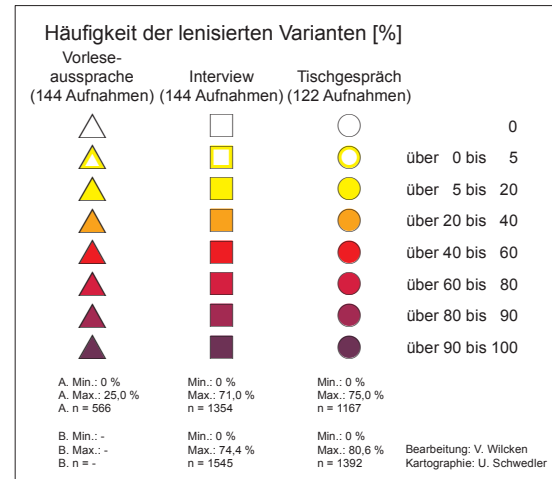 Häufigkeit der lenisierten Varianten [%]
Vorlese-
aussprache Interview Tischgespräch
(144 Aufnahmen) (144 Aufnahmen) (122 Aufnahmen)
0
über 0 bis 5
über 5 bis 20
über 20 bis 40
über 40 bis 60
über 60 bis 80
über 80 bis 90
über 90 bis 100
A. Min.: 0 % Min.: 0 % Min.: 0 %
A. Max.: 25,0 % Max.: 71,0 % Max.: 75,0 %
A. n = 566 n = 1354 n = 1167
B. Min.: - Min.: 0 % Min.: 0 %
B. Max.: - Max.: 74,4 % Max.: 80,6 % Bearbeitung: V. Wilcken
B. n = - n = 1545 n = 1392 Kartographie: U. Schwedler